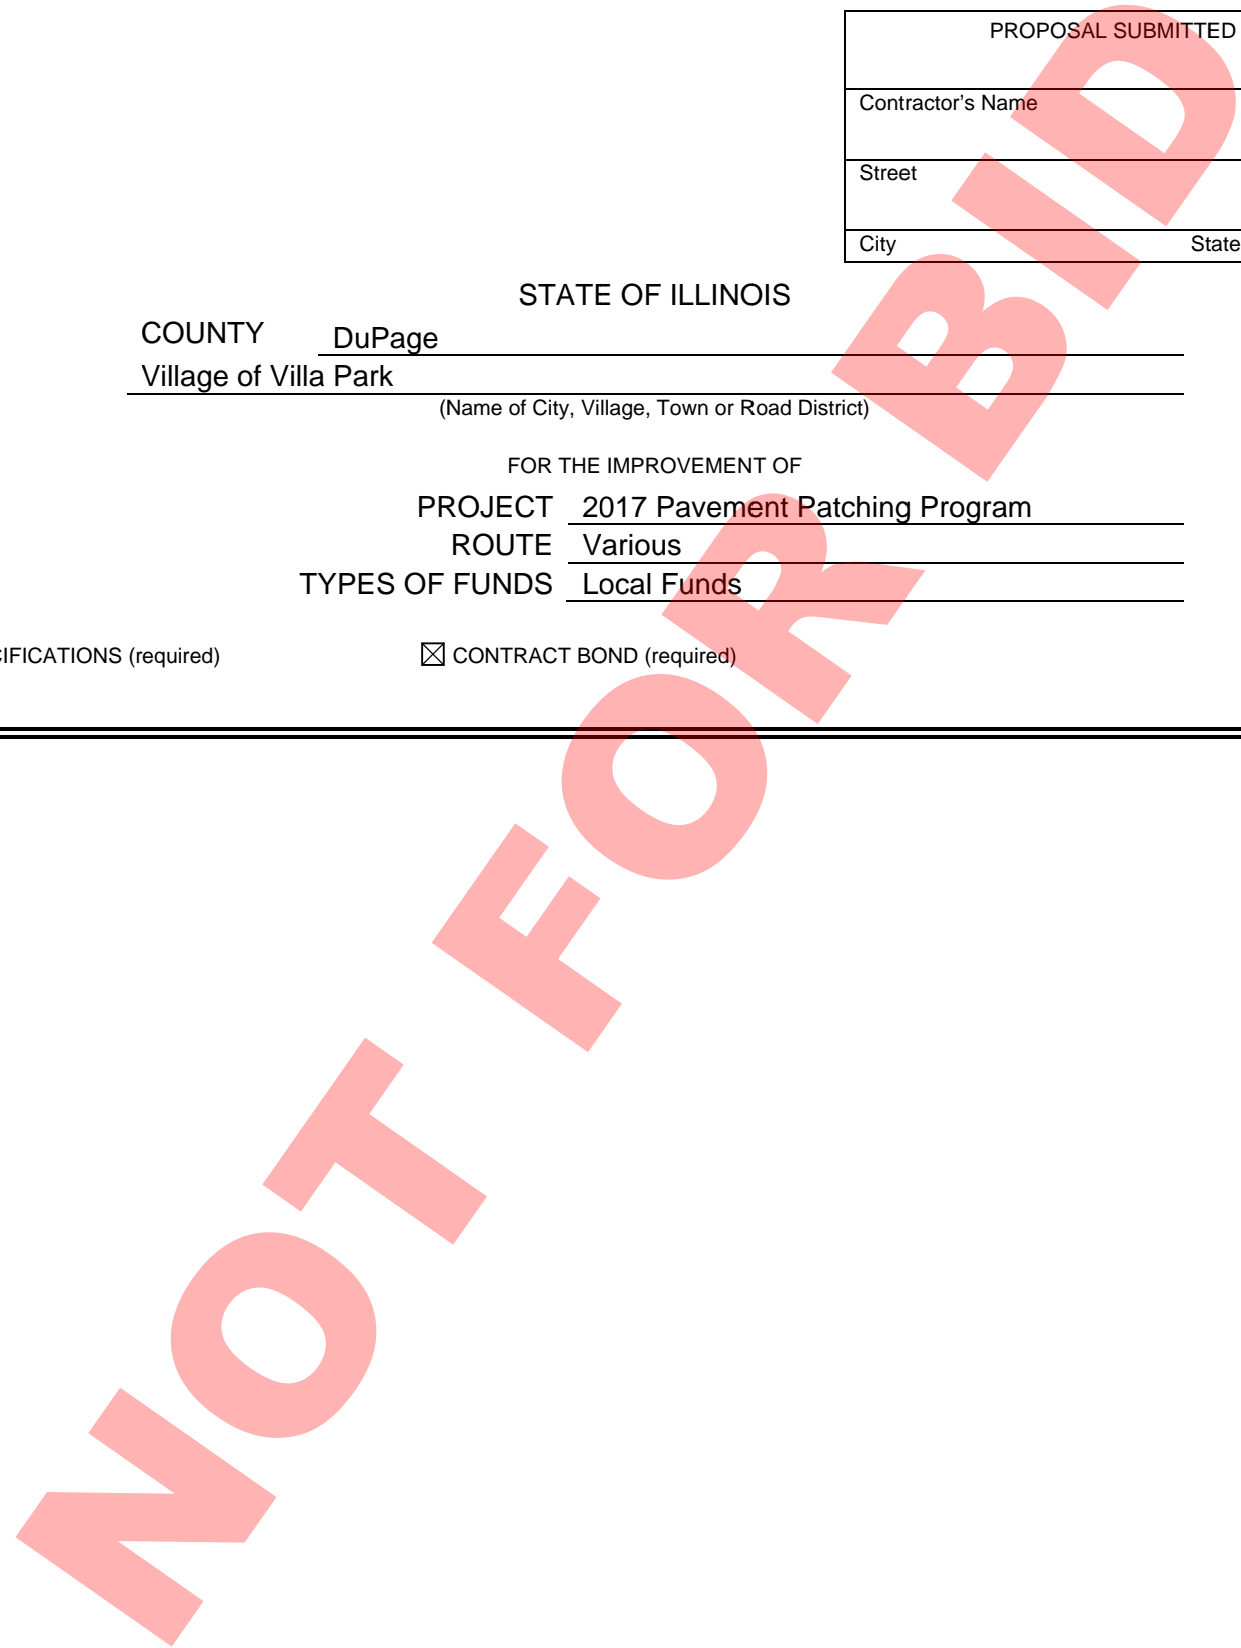 PROPOSAL SUBMITTED
Contractor's Name
Street
City State
STATE OF ILLINOIS
COUNTY DuPage
Village of Villa Park
(Name of City, Village, Town or Road District)
FOR THE IMPROVEMENT OF
PROJECT 2017 Pavement Patching Program
ROUTE Various
TYPES OF FUNDS Local Funds
CIFICATIONS (required) ☒ CONTRACT BOND (required)
NOT FOR BID